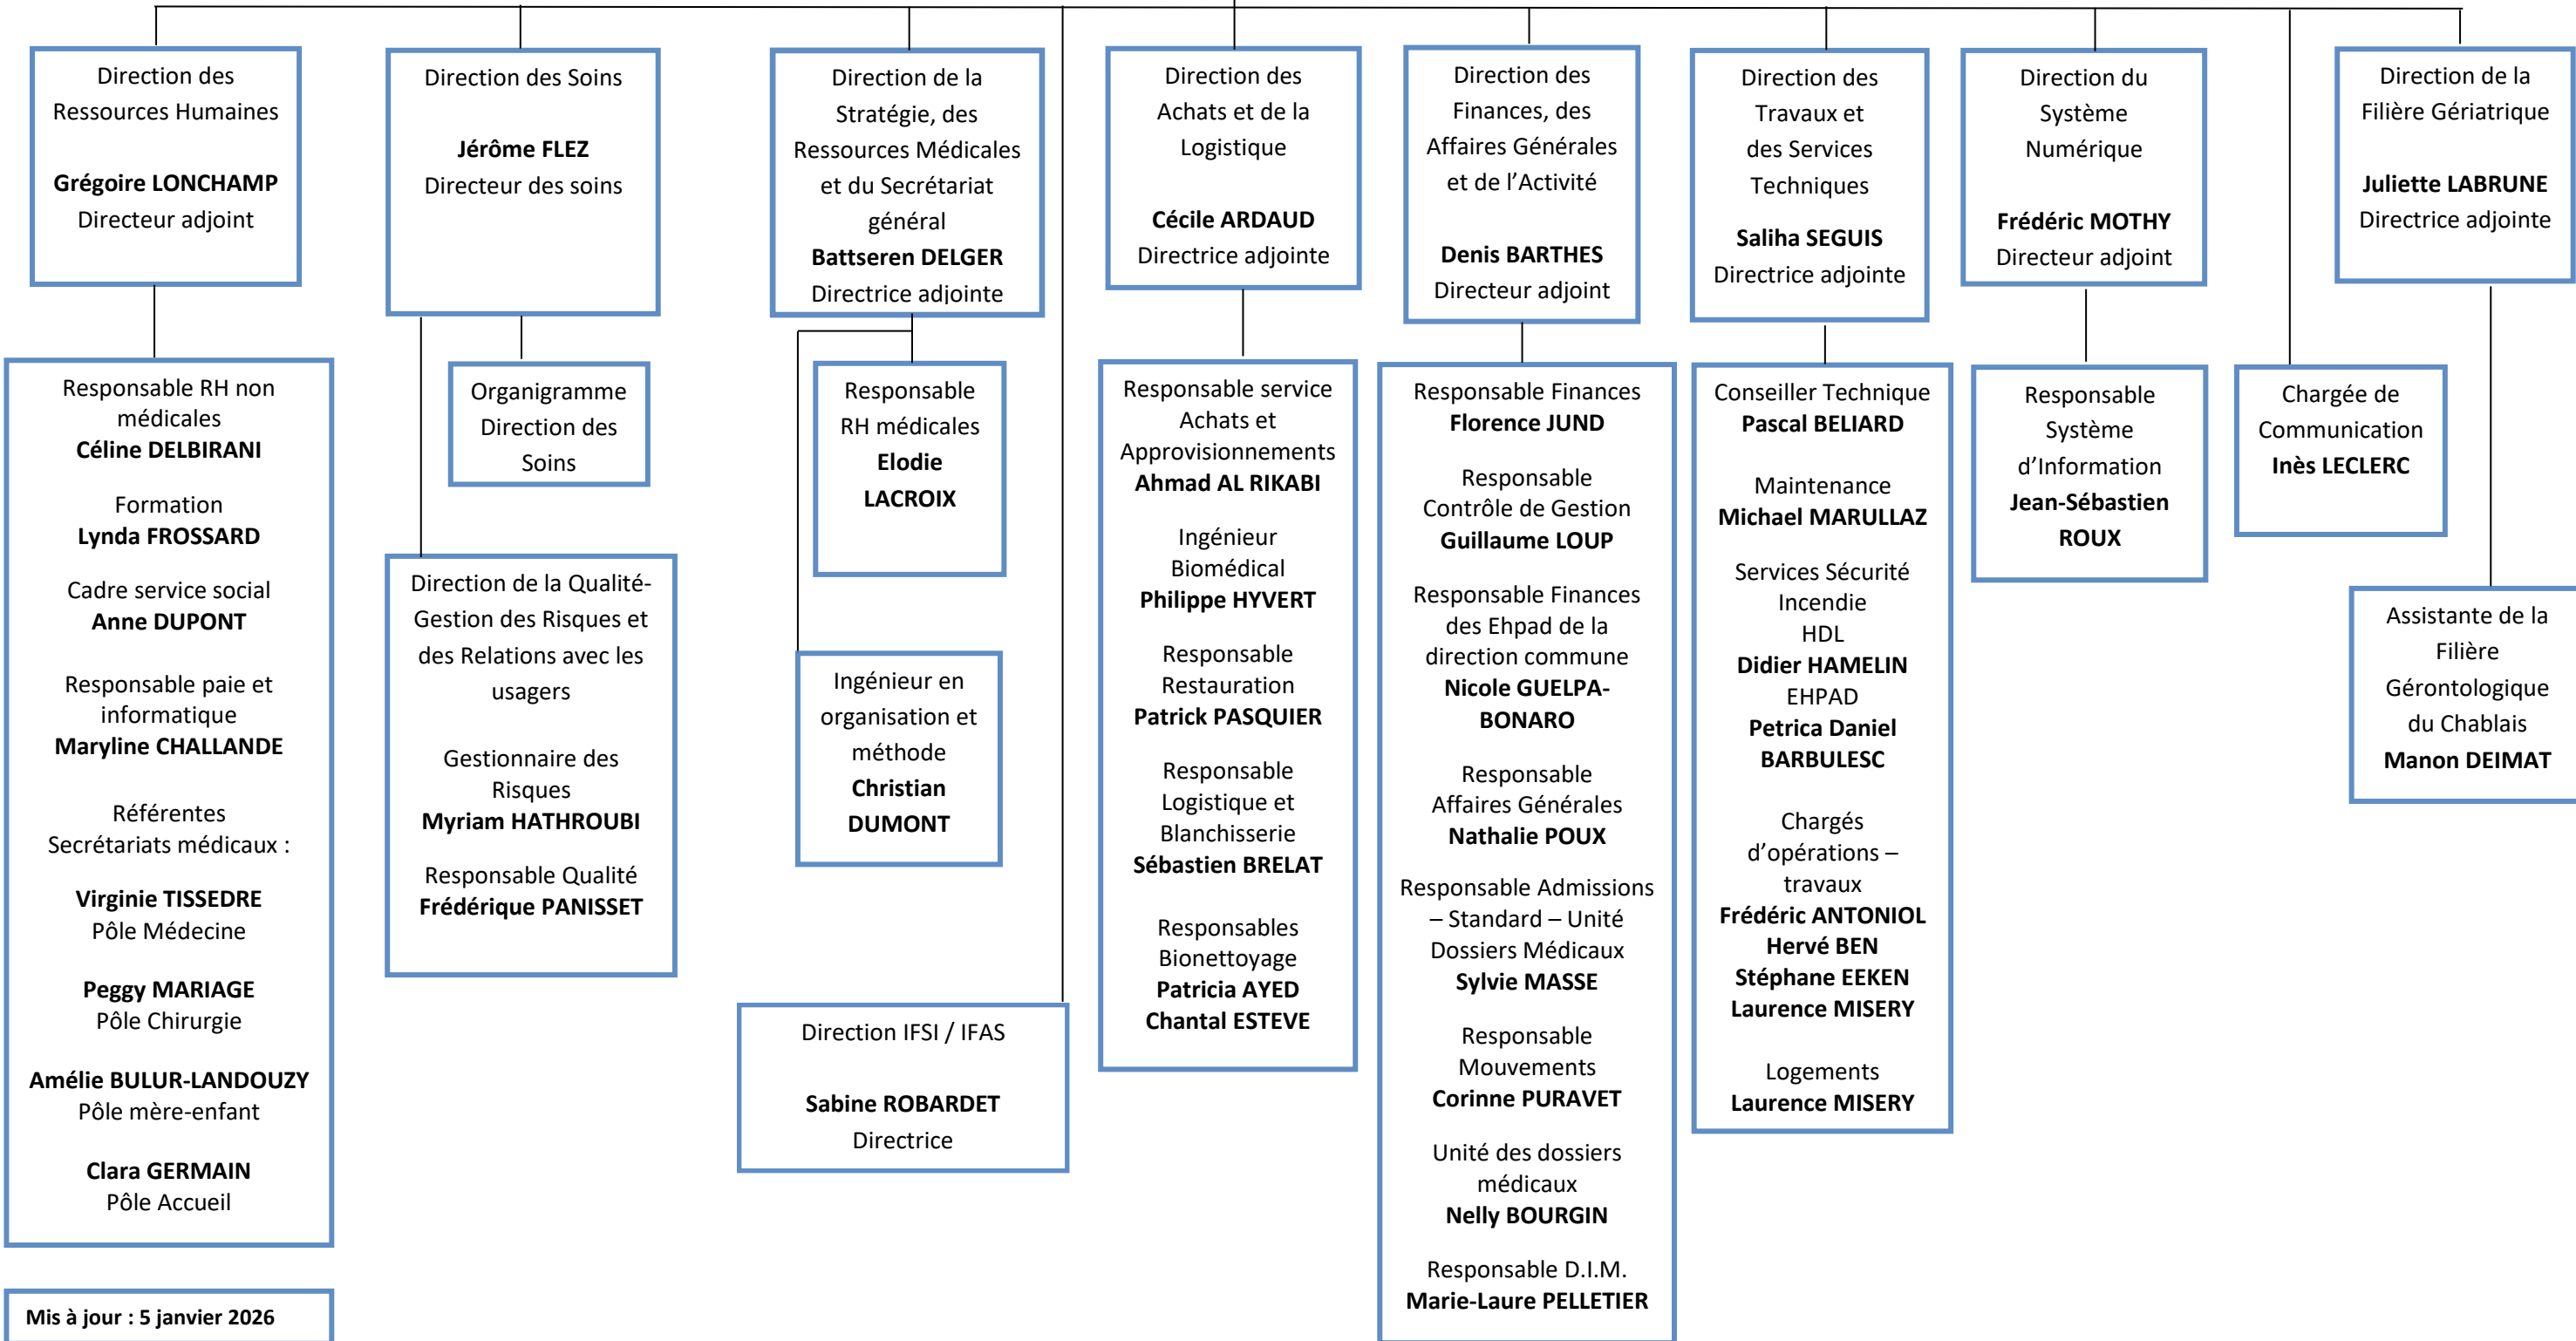 Direction des
Ressources Humaines
Grégoire LONCHAMP
Directeur adjoint
Responsable RH non
médicales
Céline DELBIRANI
Formation
Lynda FROSSARD
Cadre service social
Anne DUPONT
Responsable paie et
informatique
Maryline CHALLANDE
Référentes
Secrétariats médicaux :
Virginie TISSEDRE
Pôle Médecine
Peggy MARIAGE
Pôle Chirurgie
Amélie BULUR-LANDOUZY
Pôle mère-enfant
Clara GERMAIN
Pôle Accueil
Mis à jour : 5 janvier 2026
Direction des Soins
Jérôme FLEZ
Directeur des soins
Organigramme
Direction des
Soins
Direction de la Qualité-
Gestion des Risques et
des Relations avec les
usagers
Gestionnaire des
Risques
Myriam HATHROUBI
Responsable Qualité
Frédérique PANISSET
Direction de la
Stratégie, des
Ressources Médicales
et du Secrétariat
général
Battseren DELGER
Directrice adjointe
Responsable
RH médicales
Elodie
LACROIX
Ingénieur en
organisation et
méthode
Christian
DUMONT
Direction IFSI / IFAS
Sabine ROBARDET
Directrice
Direction des
Achats et de la
Logistique
Cécile ARDAUD
Directrice adjointe
Responsable service
Achats et
Approvisionnements
Ahmad AL RIKABI
Ingénieur
Biomédical
Philippe HYVERT
Responsable
Restauration
Patrick PASQUIER
Responsable
Logistique et
Blanchisserie
Sébastien BRELAT
Responsables
Bionettoyage
Patricia AYED
Chantal ESTEVE
Direction des
Finances, des
Affaires Générales
et de l’Activité
Denis BARTHES
Directeur adjoint
Responsable Finances
Florence JUND
Responsable
Contrôle de Gestion
Guillaume LOUP
Responsable Finances
des Ehpad de la
direction commune
Nicole GUELPA-
BONARO
Responsable
Affaires Générales
Nathalie POUX
Responsable Admissions
– Standard – Unité
Dossiers Médicaux
Sylvie MASSE
Responsable
Mouvements
Corinne PURAVET
Unité des dossiers
médicaux
Nelly BOURGIN
Responsable D.I.M.
Marie-Laure PELLETIER
Direction des
Travaux et
des Services
Techniques
Saliha SEGUIS
Directrice adjointe
Conseiller Technique
Pascal BELIARD
Maintenance
Michael MARULLAZ
Services Sécurité
Incendie
HDL
Didier HAMELIN
EHPAD
Petrica Daniel
BARBULESC
Chargés
d’opérations –
travaux
Frédéric ANTONIOL
Hervé BEN
Stéphane EEKEN
Laurence MISERY
Logements
Laurence MISERY
Direction du
Système
Numérique
Frédéric MOTHY
Directeur adjoint
Responsable
Système
d’Information
Jean-Sébastien
ROUX
Chargée de
Communication
Inès LECLERC
Direction de la
Filière Gériatrique
Juliette LABRUNE
Directrice adjointe
Assistante de la
Filière
Gérontologique
du Chablais
Manon DEIMAT